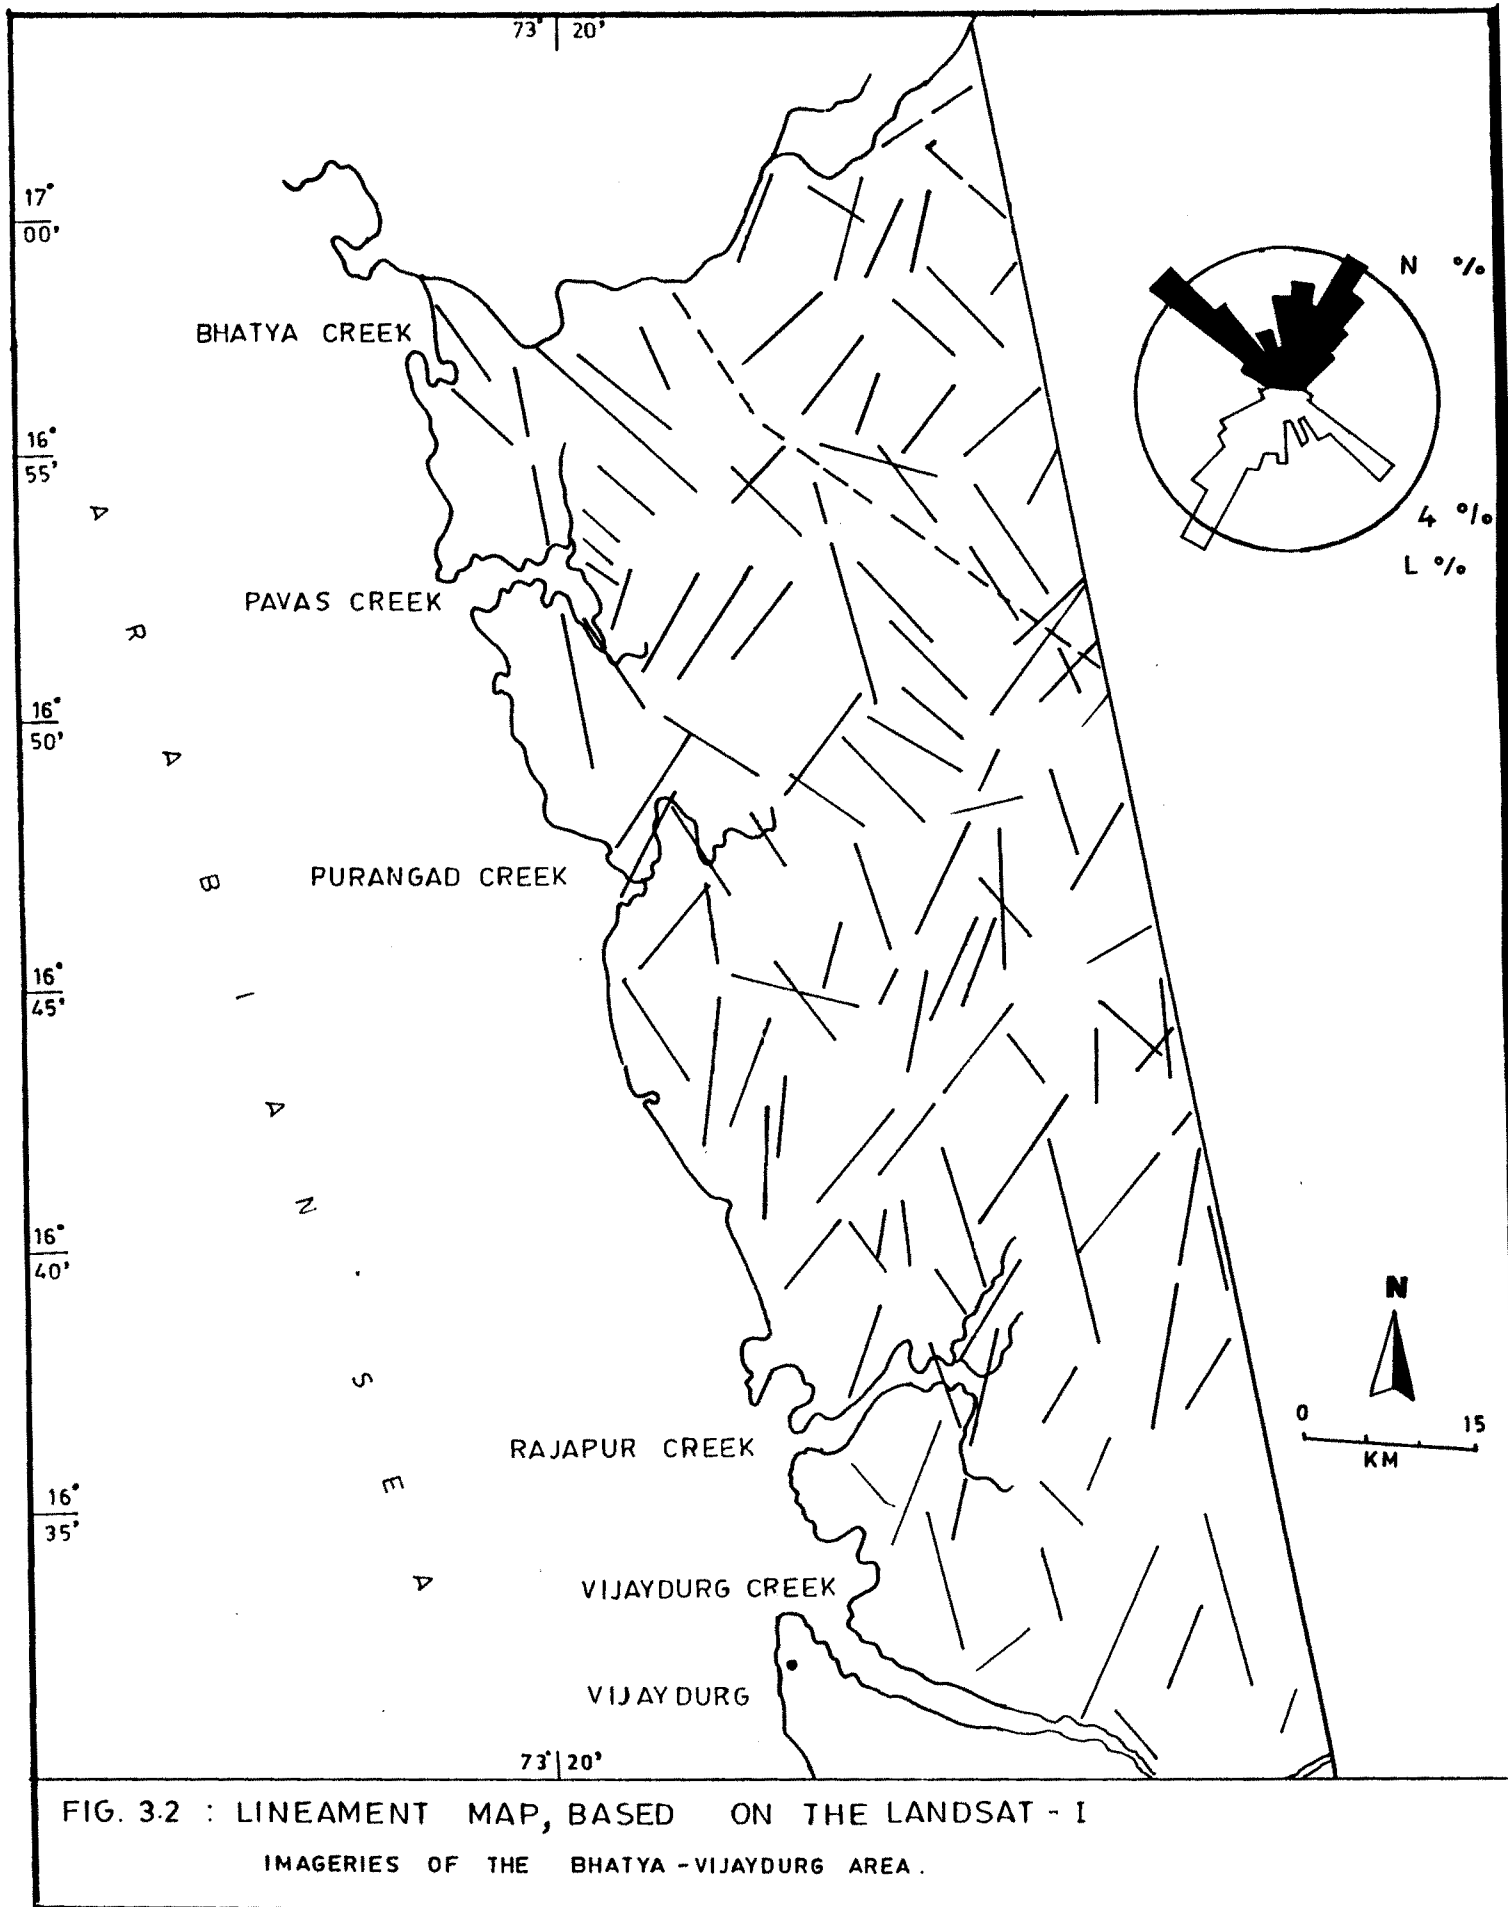 73° 20'
17°
00'
N %
BHATYA CREEK
16°
55'
4 %
L %
PAVAS CREEK
16°
50'
PURANGAD CREEK
16°
45'
ARABIAN SEA
16°
40'
N
0 15
KM
RAJAPUR CREEK
16°
35'
VIJAYDURG CREEK
VIJAYDURG
73° 20'
FIG. 3.2 : LINEAMENT MAP, BASED ON THE LANDSAT - I
IMAGERIES OF THE BHATYA - VIJAYDURG AREA.